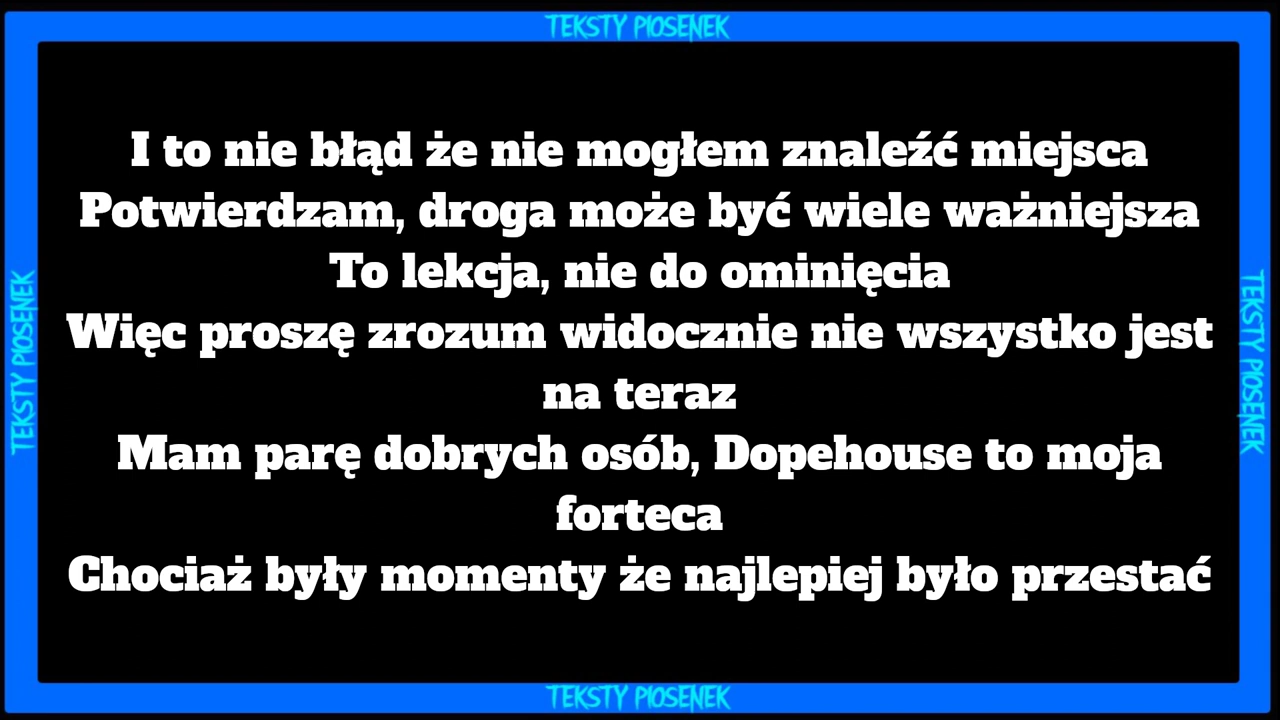 TEKSTY PIOSENEK
I to nie błąd że nie mogłem znaleźć miejsca
Potwierdzam, droga może być wiele ważniejsza
To lekcja, nie do ominięcia
Więc proszę zrozum widocznie nie wszystko jest
na teraz
Mam parę dobrych osób, Dopehouse to moja
forteca
Chociaż były momenty że najlepiej było przestać
TEKSTY PIOSENEK
TEKSTY PIOSENEK
TEKSTY PIOSENEK